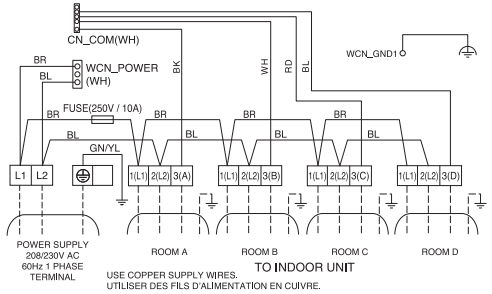 CN_COM(WH)
WCN_GND1
BR
WCN_POWER
BL
(WH)
BK
WH
RD
BL
FUSE(250V / 10A)
BR
BR
BR
BR
BL
BL
BL
BL
GN/YL
L1 L2
1(L1) 2(L2) 3(A)
1(L1) 2(L2) 3(B)
1(L1) 2(L2) 3(C)
1(L1) 2(L2) 3(D)
POWER SUPPLY
208/230V AC
60Hz 1 PHASE
TERMINAL
ROOM A
ROOM B
ROOM C
ROOM D
TO INDOOR UNIT
USE COPPER SUPPLY WIRES.
UTILISER DES FILS D'ALIMENTATION EN CUIVRE.